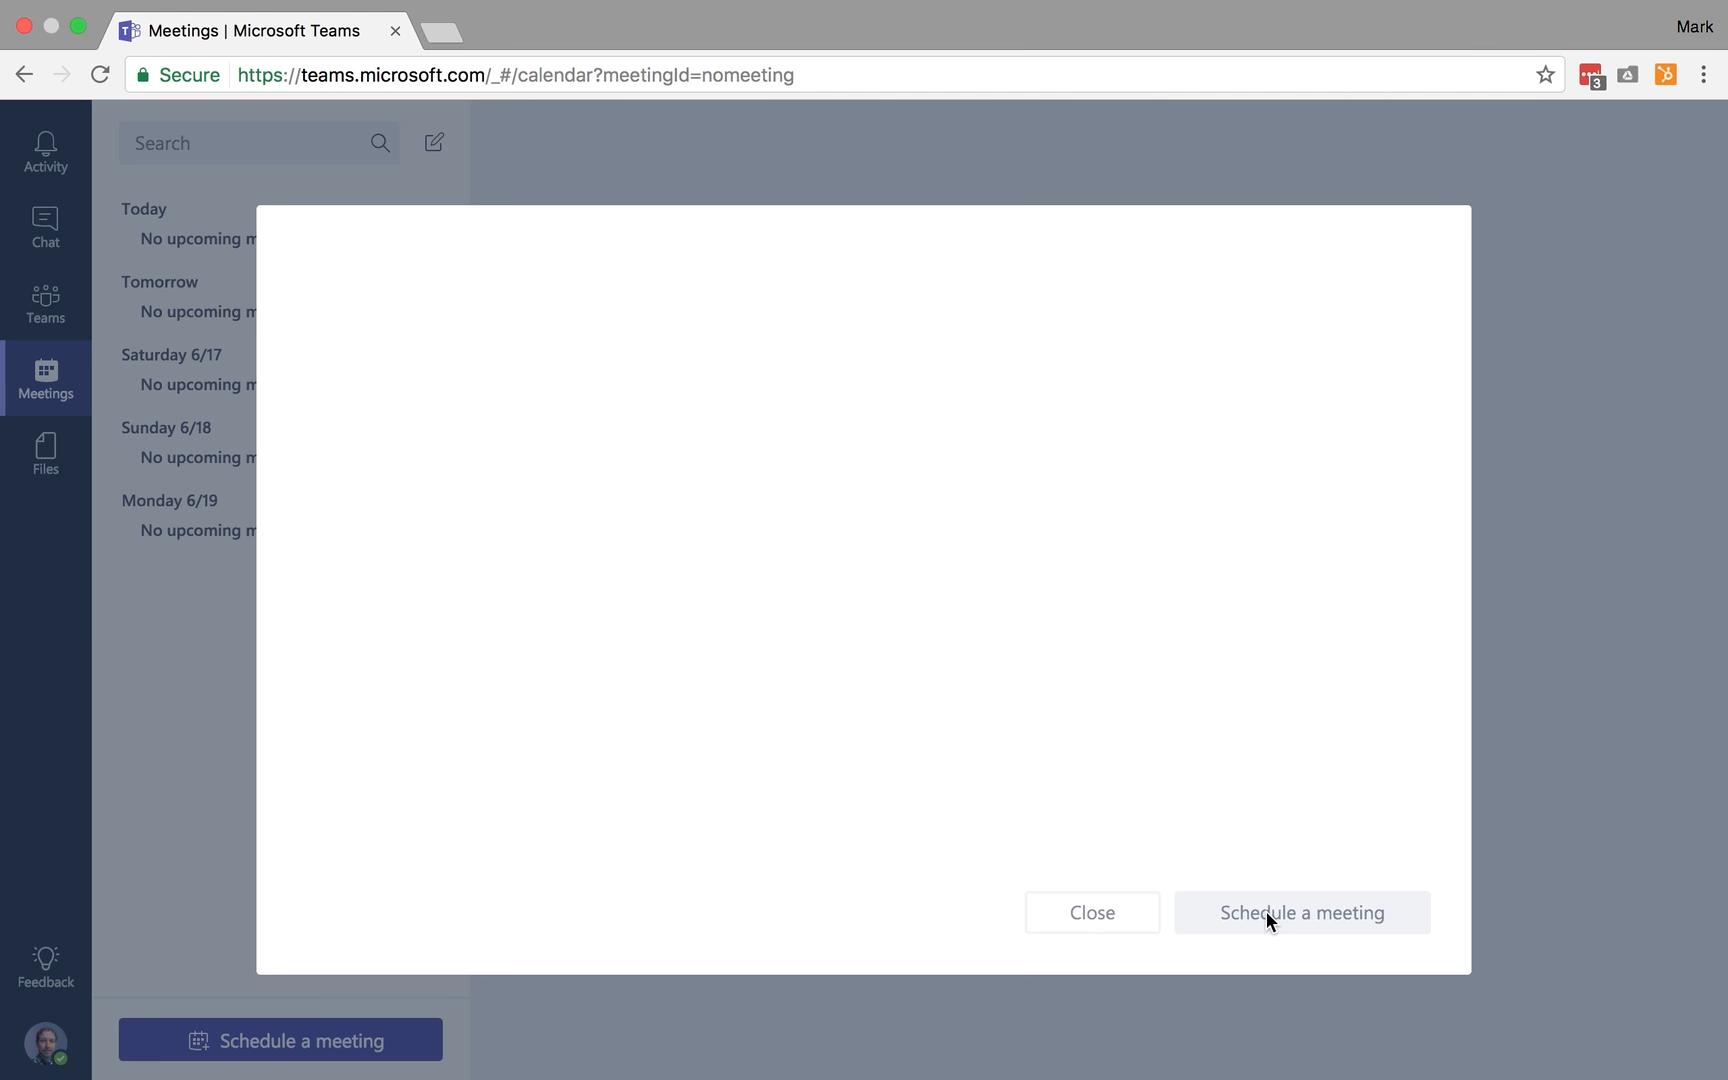 Meetings | Microsoft Teams
Mark
Secure
https://teams.microsoft.com/_#/calendar?meetingId=nomeeting
3
Activity
Chat
Teams
Meetings
Files
Feedback
Search
Today
No upcoming m
Tomorrow
No upcoming m
Saturday 6/17
No upcoming m
Sunday 6/18
No upcoming m
Monday 6/19
No upcoming m
Close
Schedule a meeting
Schedule a meeting